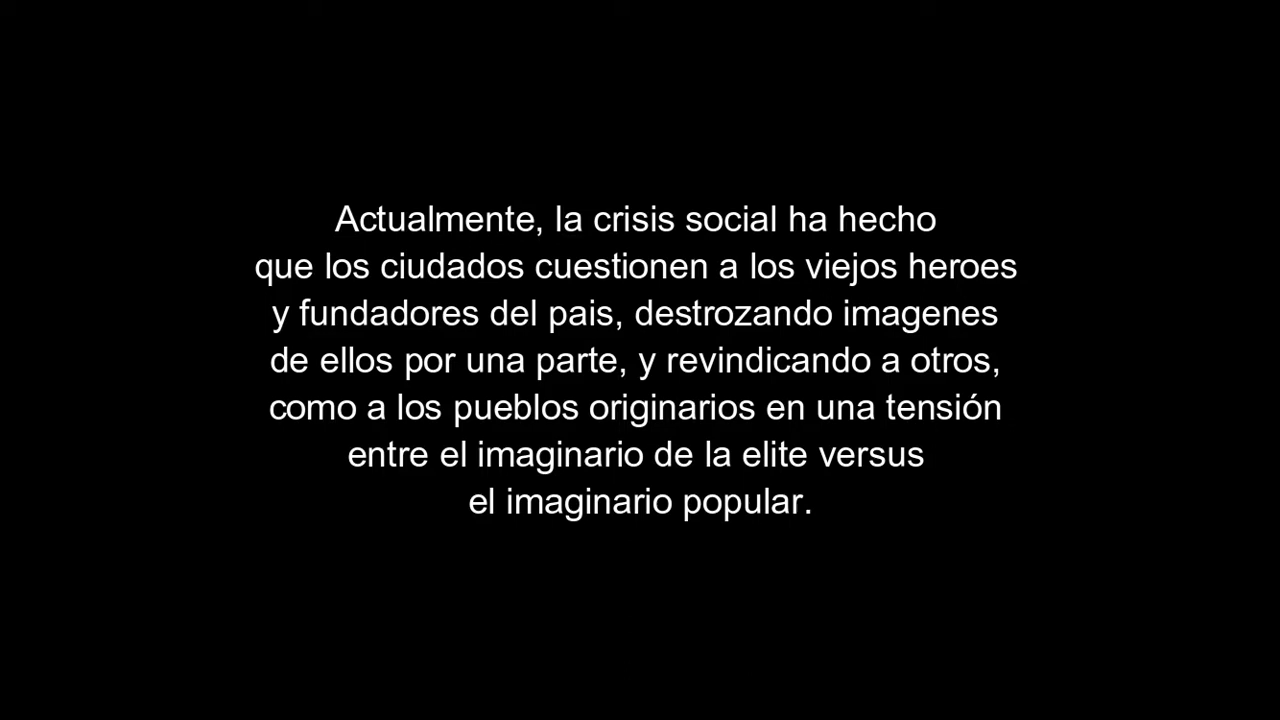 Actualmente, la crisis social ha hecho
que los ciudados cuestionen a los viejos heroes
y fundadores del pais, destrozando imagenes
de ellos por una parte, y revindicando a otros,
como a los pueblos originarios en una tensión
entre el imaginario de la elite versus
el imaginario popular.